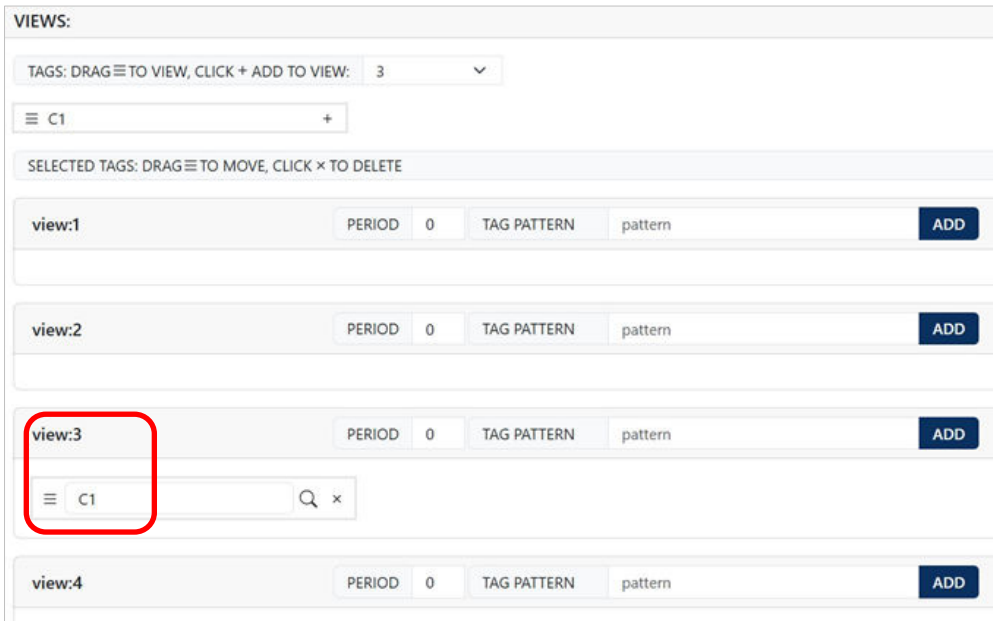 VIEWS:
TAGS: DRAG≡TO VIEW, CLICK + ADD TO VIEW: 3
≡ C1 +
SELECTED TAGS: DRAG≡TO MOVE, CLICK × TO DELETE
view:1 PERIOD 0 TAG PATTERN pattern ADD
view:2 PERIOD 0 TAG PATTERN pattern ADD
view:3 PERIOD 0 TAG PATTERN pattern ADD
≡ C1 ×
view:4 PERIOD 0 TAG PATTERN pattern ADD